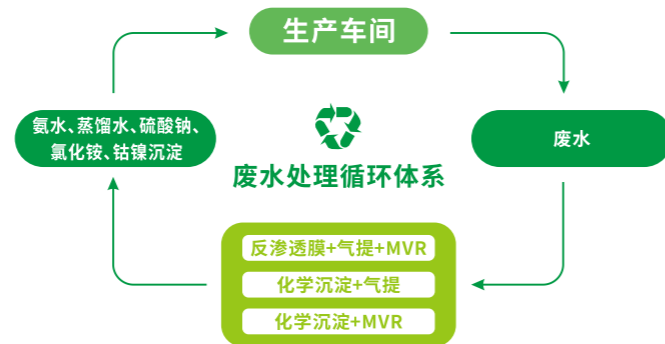 生产车间
氨水、蒸馏水、硫酸钠、
氯化铵、钴镍沉淀
废水
废水处理循环体系
反渗透膜+气提+MVR
化学沉淀+气提
化学沉淀+MVR